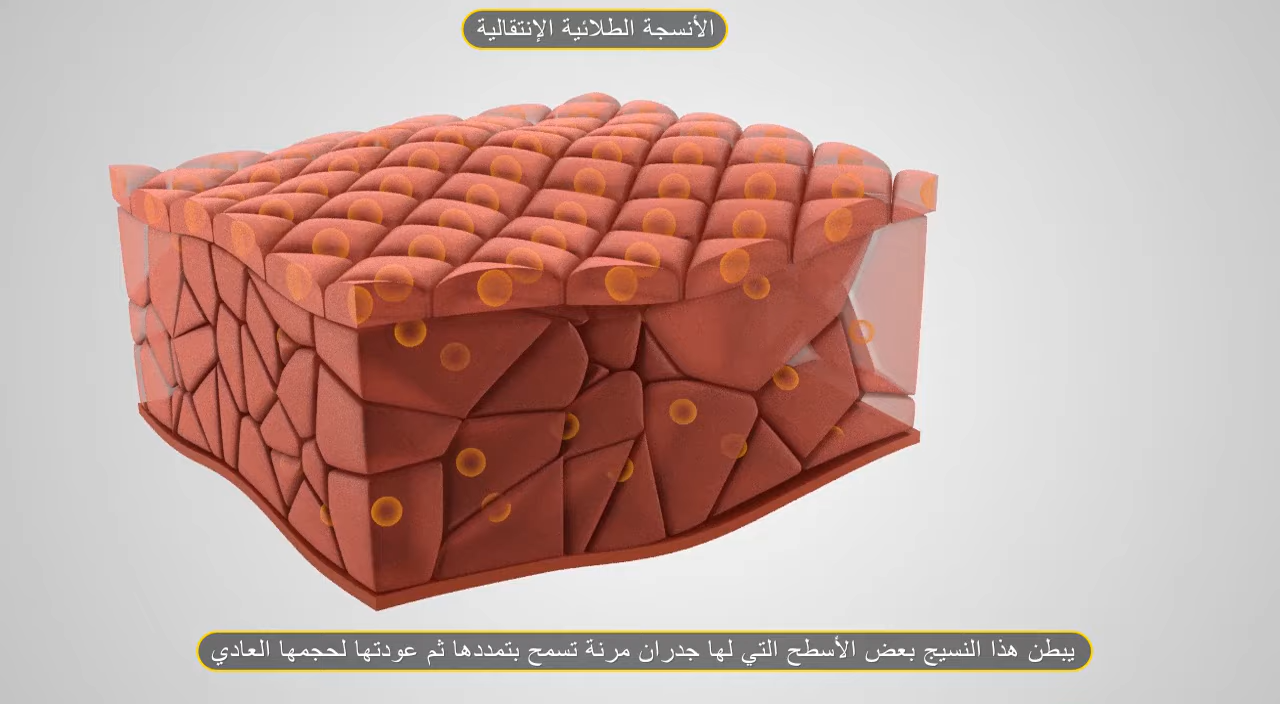 الأنسجة الطلائية الإنتقالية
يبطن هذا النسيج بعض الأسطح التي لها جدران مرنة تسمح بتمددها ثم عودتها لحجمها العادي